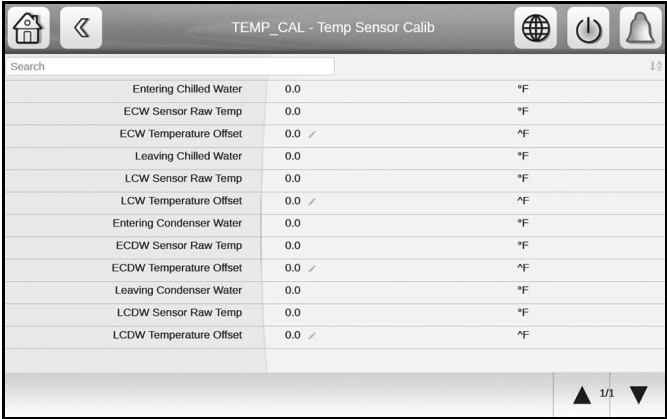 TEMP_CAL - Temp Sensor Calib
Search
Entering Chilled Water 0.0 °F
ECW Sensor Raw Temp 0.0 °F
ECW Temperature Offset 0.0 ^F
Leaving Chilled Water 0.0 °F
LCW Sensor Raw Temp 0.0 °F
LCW Temperature Offset 0.0 ^F
Entering Condenser Water 0.0 °F
ECDW Sensor Raw Temp 0.0 °F
ECDW Temperature Offset 0.0 ^F
Leaving Condenser Water 0.0 °F
LCDW Sensor Raw Temp 0.0 °F
LCDW Temperature Offset 0.0 ^F
1/1